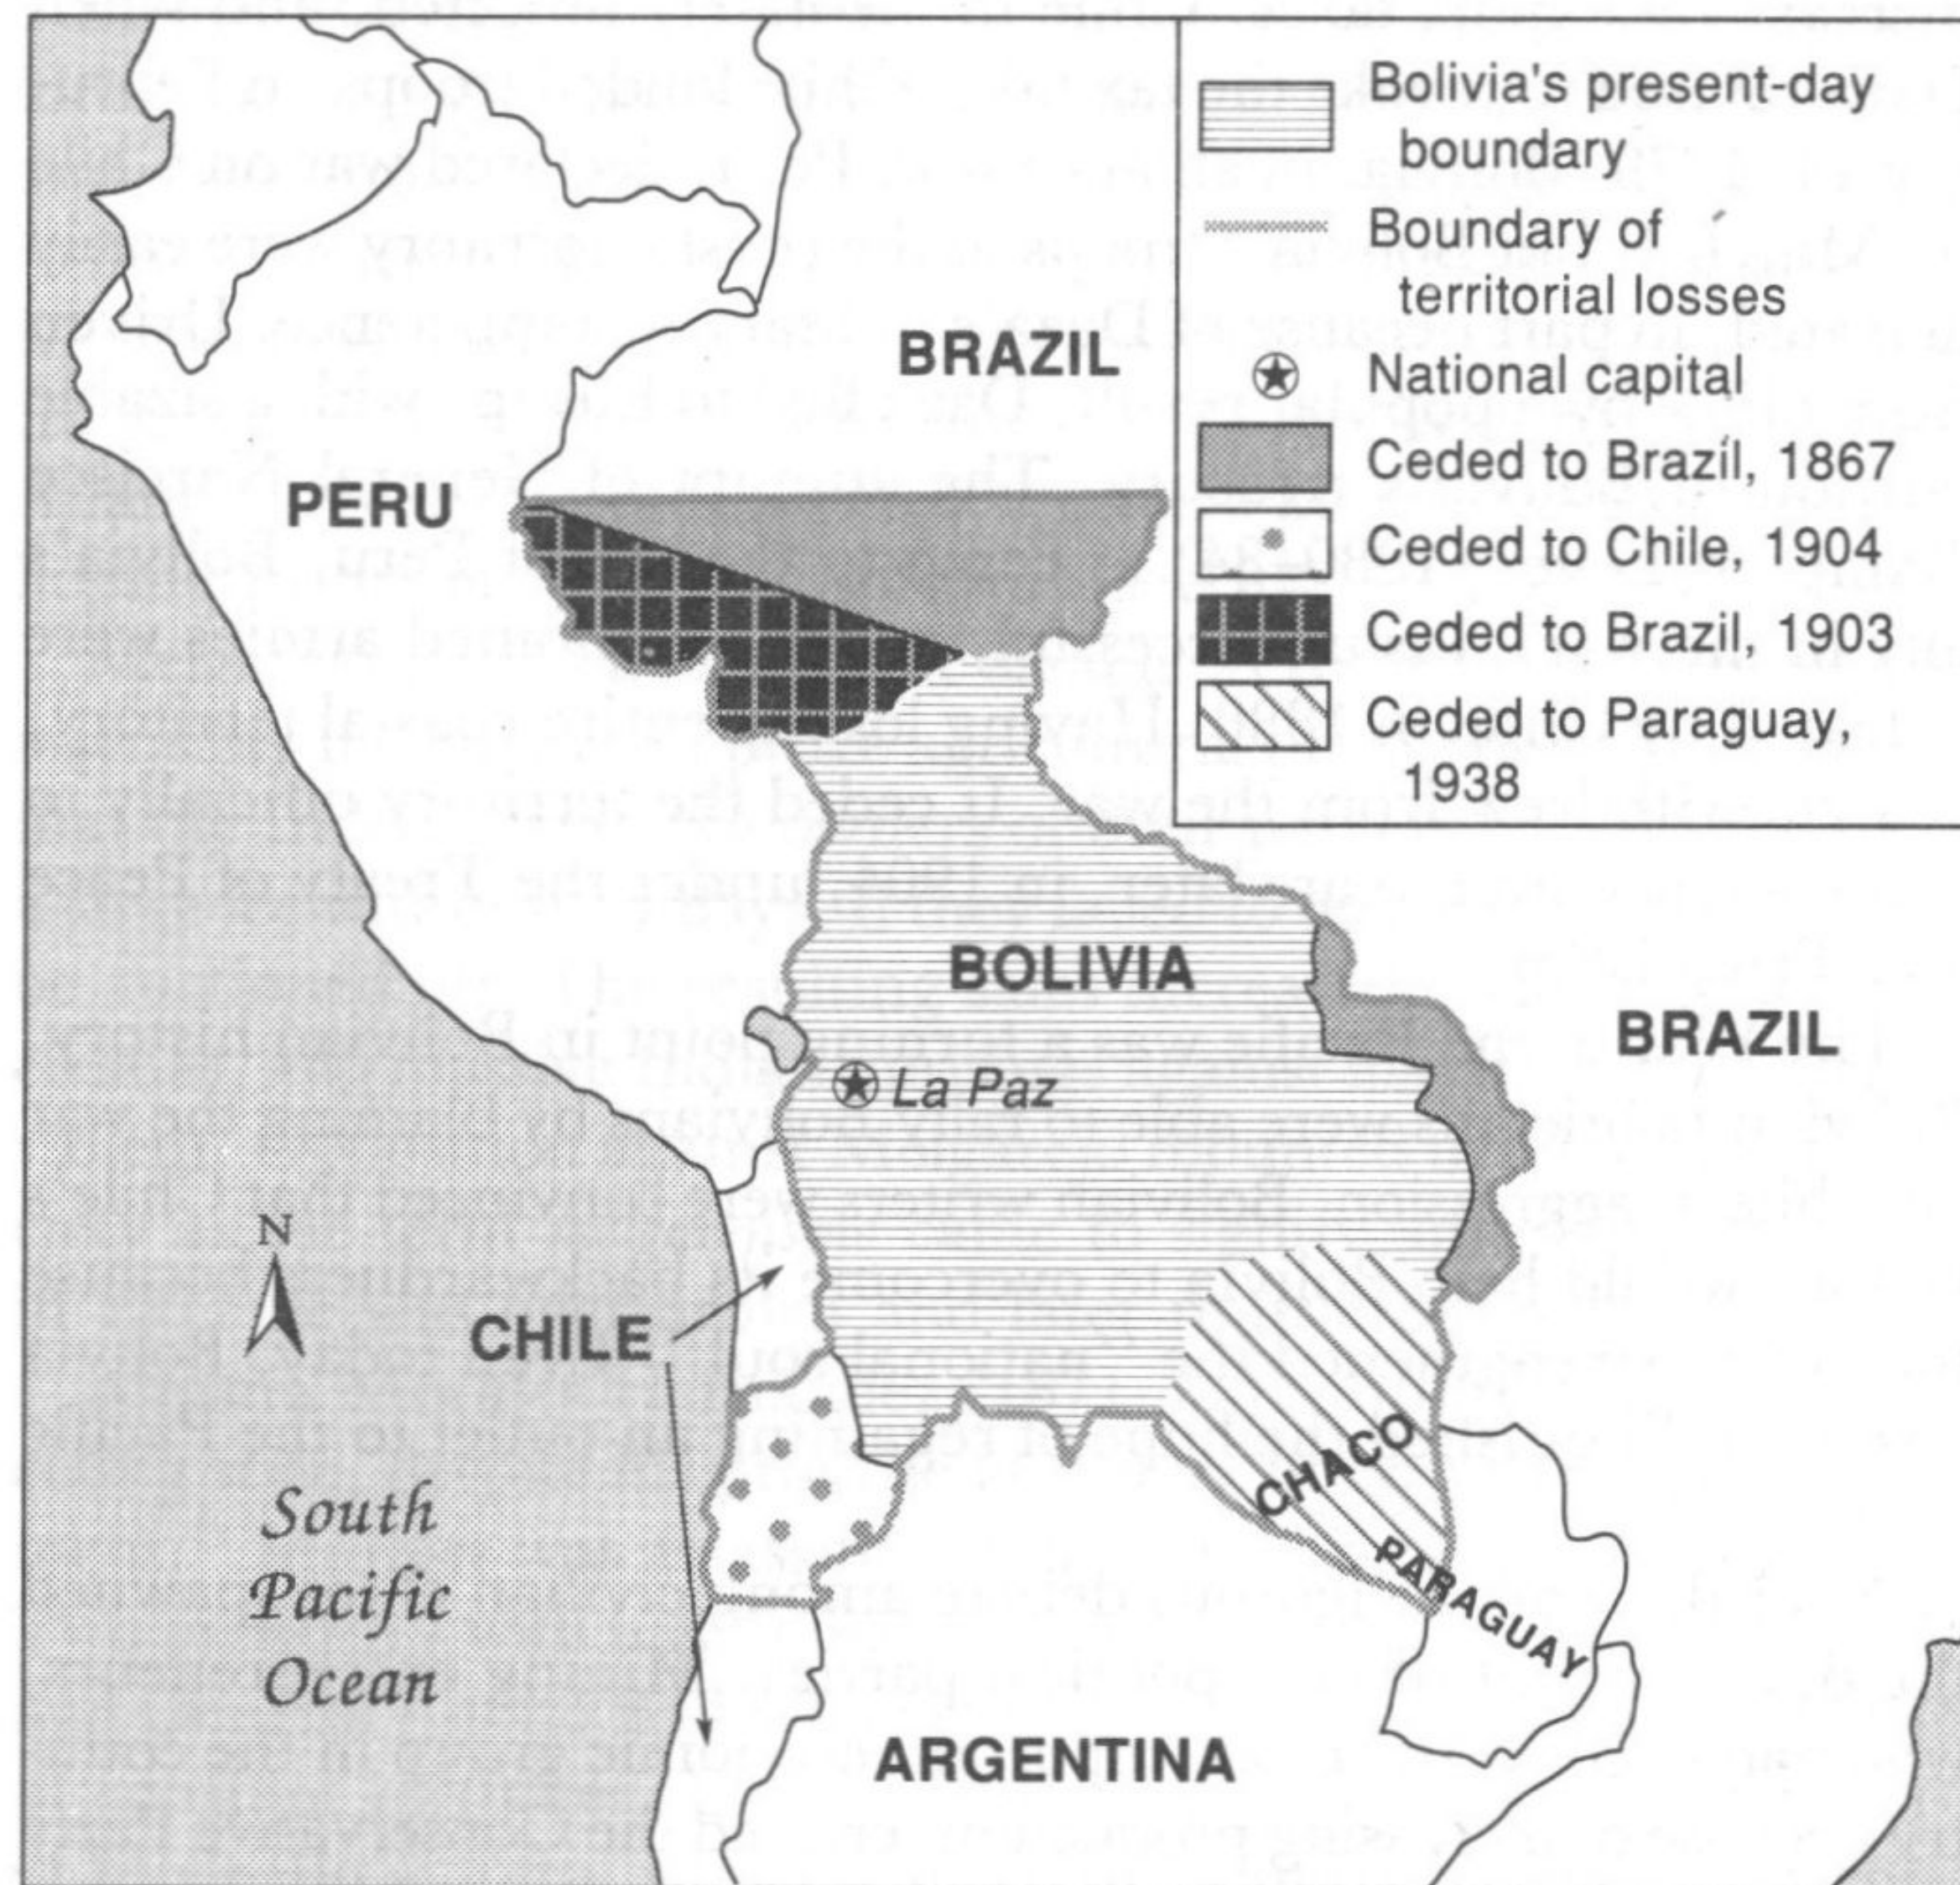 Bolivia's present-day
boundary
Boundary of
territorial losses
National capital
Ceded to Brazil, 1867
Ceded to Chile, 1904
Ceded to Brazil, 1903
Ceded to Paraguay,
1938
BRAZIL
PERU
BOLIVIA
BRAZIL
La Paz
N
CHILE
CHACO
South
Pacific
Ocean
PARAGUAY
ARGENTINA